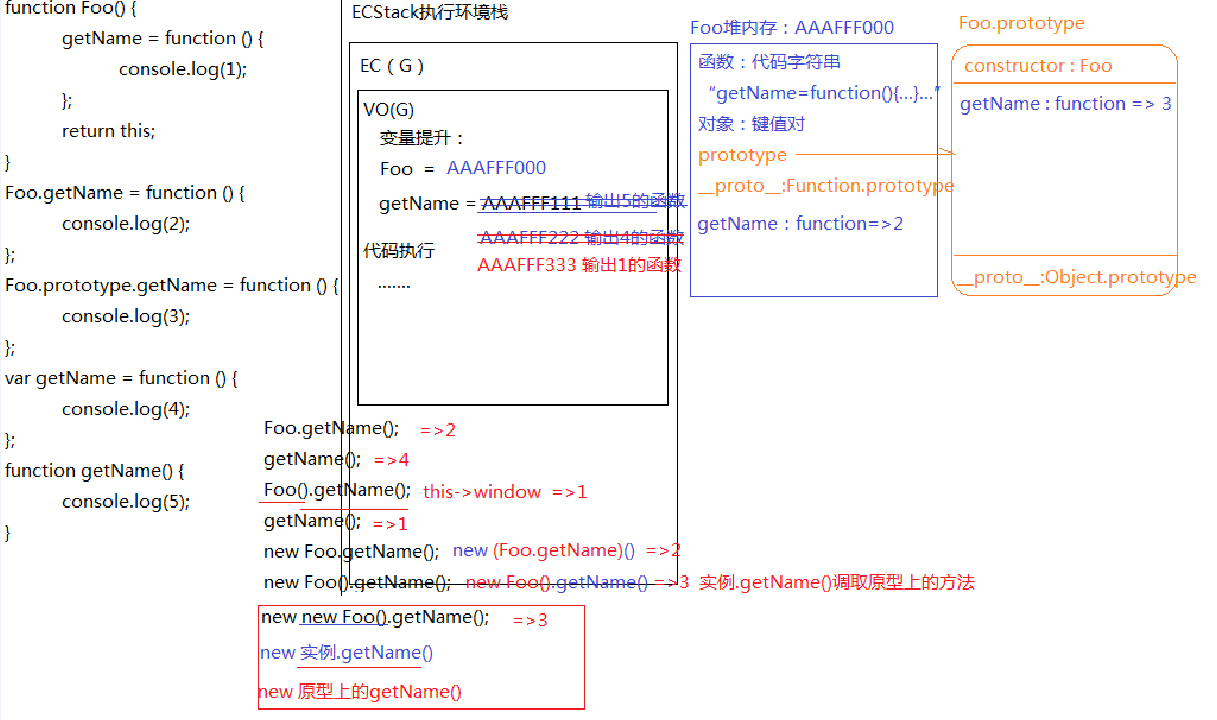 function Foo() {
getName = function () {
console.log(1);
};
return this;
}
Foo.getName = function () {
console.log(2);
};
Foo.prototype.getName = function () {
console.log(3);
};
var getName = function () {
console.log(4);
};
function getName() {
console.log(5);
}
ECStack执行环境栈
EC（G）
VO(G)
变量提升：
Foo = AAAFFF000
getName = AAAFFF111 输出5的函数
AAAFFF222 输出4的函数
代码执行
AAAFFF333 输出1的函数
.......
Foo堆内存：AAAFFF000
函数：代码字符串
“getName=function(){...}...”
对象：键值对
prototype
__proto__:Function.prototype
getName : function=>2
Foo.prototype
constructor : Foo
getName : function => 3
__proto__:Object.prototype
Foo.getName(); =>2
getName(); =>4
Foo().getName(); this->window =>1
getName(); =>1
new Foo.getName(); new (Foo.getName)() =>2
new Foo().getName(); new Foo().getName() =>3 实例.getName()调取原型上的方法
new new Foo().getName(); =>3
new 实例.getName()
new 原型上的getName()